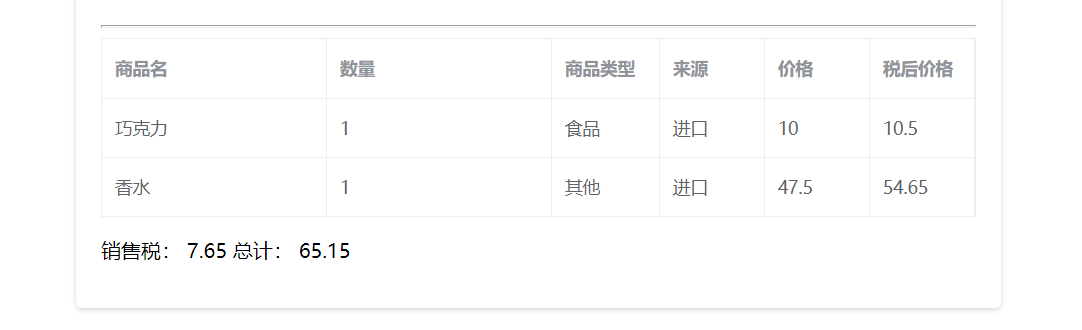 商品名 数量 商品类型 来源 价格 税后价格
巧克力 1 食品 进口 10 10.5
香水 1 其他 进口 47.5 54.65
销售税： 7.65 总计： 65.15